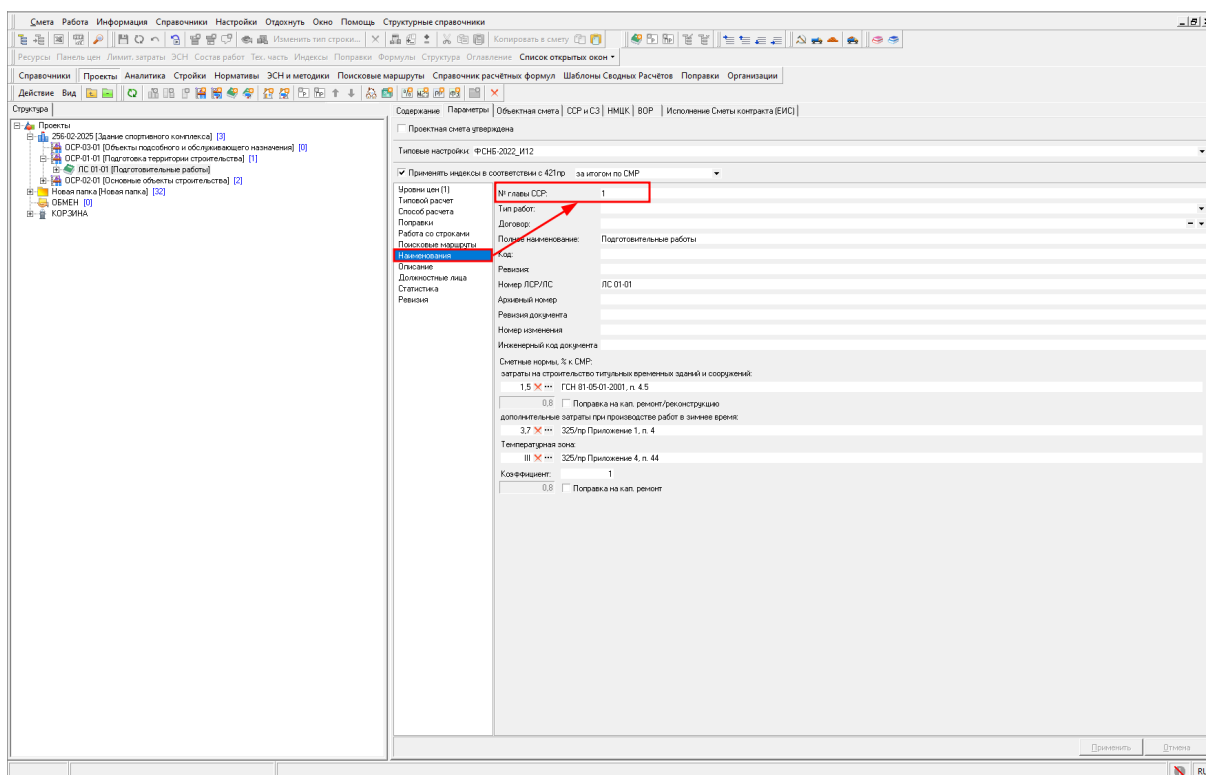 Смета Работа Информация Справочники Настройки Отдохнуть Окно Помощь Структурные справочники
Изменить тип строки... Копировать в смету
Ресурсы Панель цен Лимит. затраты ЭСН Состав работ Тех. часть Индексы Поправки Формулы Структура Оглавление Список открытых окон
Справочники Проекты Аналитика Стройки Нормативы ЭСН и методики Поисковые маршруты Справочник расчётных формул Шаблоны Сводных Расчётов Поправки Организации
Действие Вид
Структура
Проекты
256-02-2025 [Здание спортивного комплекса] [3]
ОСР-03-01 [Объекты подсобного и обслуживающего назначения] [0]
ОСР-01-01 [Подготовка территории строительства] [1]
ЛС 01-01 [Подготовительные работы]
ОСР-02-01 [Основные объекты строительства] [2]
Новая папка [Новая папка] [32]
ОБМЕН [0]
КОРЗИНА
Содержание Параметры Объектная смета ССР и СЗ НМЦК ВОР Исполнение Сметы контракта (ЕИС)
Проектная смета утверждена
Типовые настройки: ФСНБ-2022_И12
Применять индексы в соответствии с 421пр за итогом по СМР
Уровни цен (1)
Типовой расчет
Способ расчета
Поправки
Работа со строками
Поисковые маршруты
Наименования
Описание
Должностные лица
Статистика
Ревизия
№ главы ССР: 1
Тип работ:
Договор:
Полное наименование: Подготовительные работы
Код:
Ревизия:
Номер ЛСР/ЛС ЛС 01-01
Архивный номер
Ревизия документа
Номер изменения
Инженерный код документа
Сметные нормы, % к СМР:
затраты на строительство титульных временных зданий и сооружений:
1,5 ГСН 81-05-01-2001, п. 4.5
0,8 Поправка на кап. ремонт/реконструкцию
дополнительные затраты при производстве работ в зимнее время:
3,7 325/пр Приложение 1, п. 4
Температурная зона:
III 325/пр Приложение 4, п. 44
Коэффициент: 1
0,8 Поправка на кап. ремонт
Применить Отмена